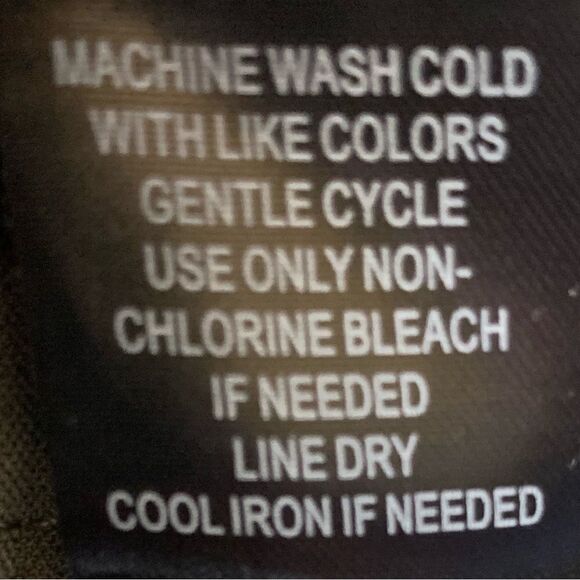 MACHINE WASH COLD
WITH LIKE COLORS
GENTLE CYCLE
USE ONLY NON-
CHLORINE BLEACH
IF NEEDED
LINE DRY
COOL IRON IF NEEDED